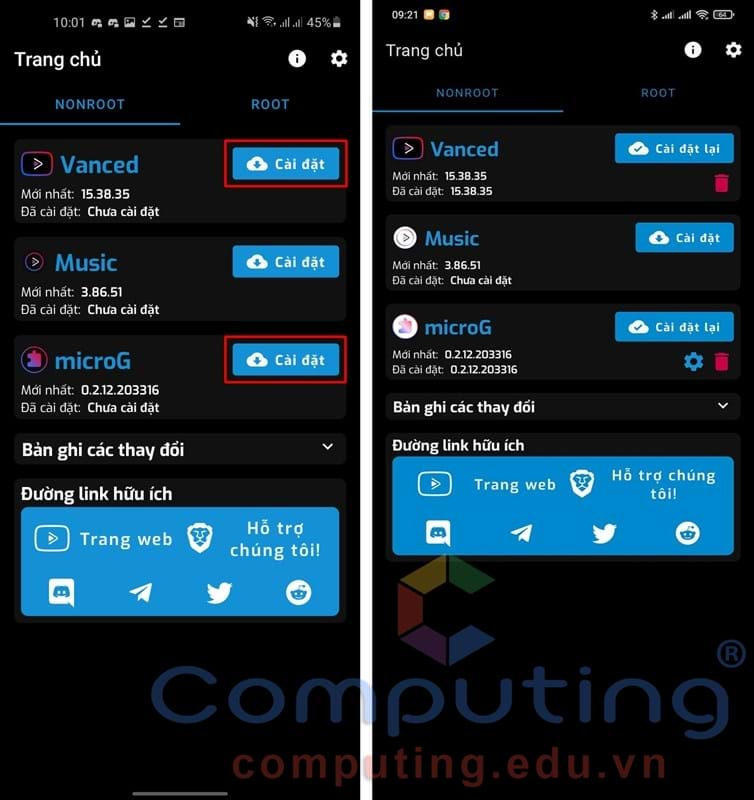 10:01
45%
Trang chủ
NONROOT ROOT
Vanced
Cài đặt
Mới nhất: 15.38.35
Đã cài đặt: Chưa cài đặt
Music
Cài đặt
Mới nhất: 3.86.51
Đã cài đặt: Chưa cài đặt
microG
Cài đặt
Mới nhất: 0.2.12.203316
Đã cài đặt: Chưa cài đặt
Bản ghi các thay đổi
Đường link hữu ích
Trang web
Hỗ trợ
chúng tôi!
09:21
64
Trang chủ
NONROOT ROOT
Vanced
Cài đặt lại
Mới nhất: 15.38.35
Đã cài đặt: 15.38.35
Music
Cài đặt
Mới nhất: 3.86.51
Đã cài đặt: Chưa cài đặt
microG
Cài đặt lại
Mới nhất: 0.2.12.203316
Đã cài đặt: 0.2.12.203316
Bản ghi các thay đổi
Đường link hữu ích
Trang web
Hỗ trợ chúng
tôi!
Computing®
computing.edu.vn